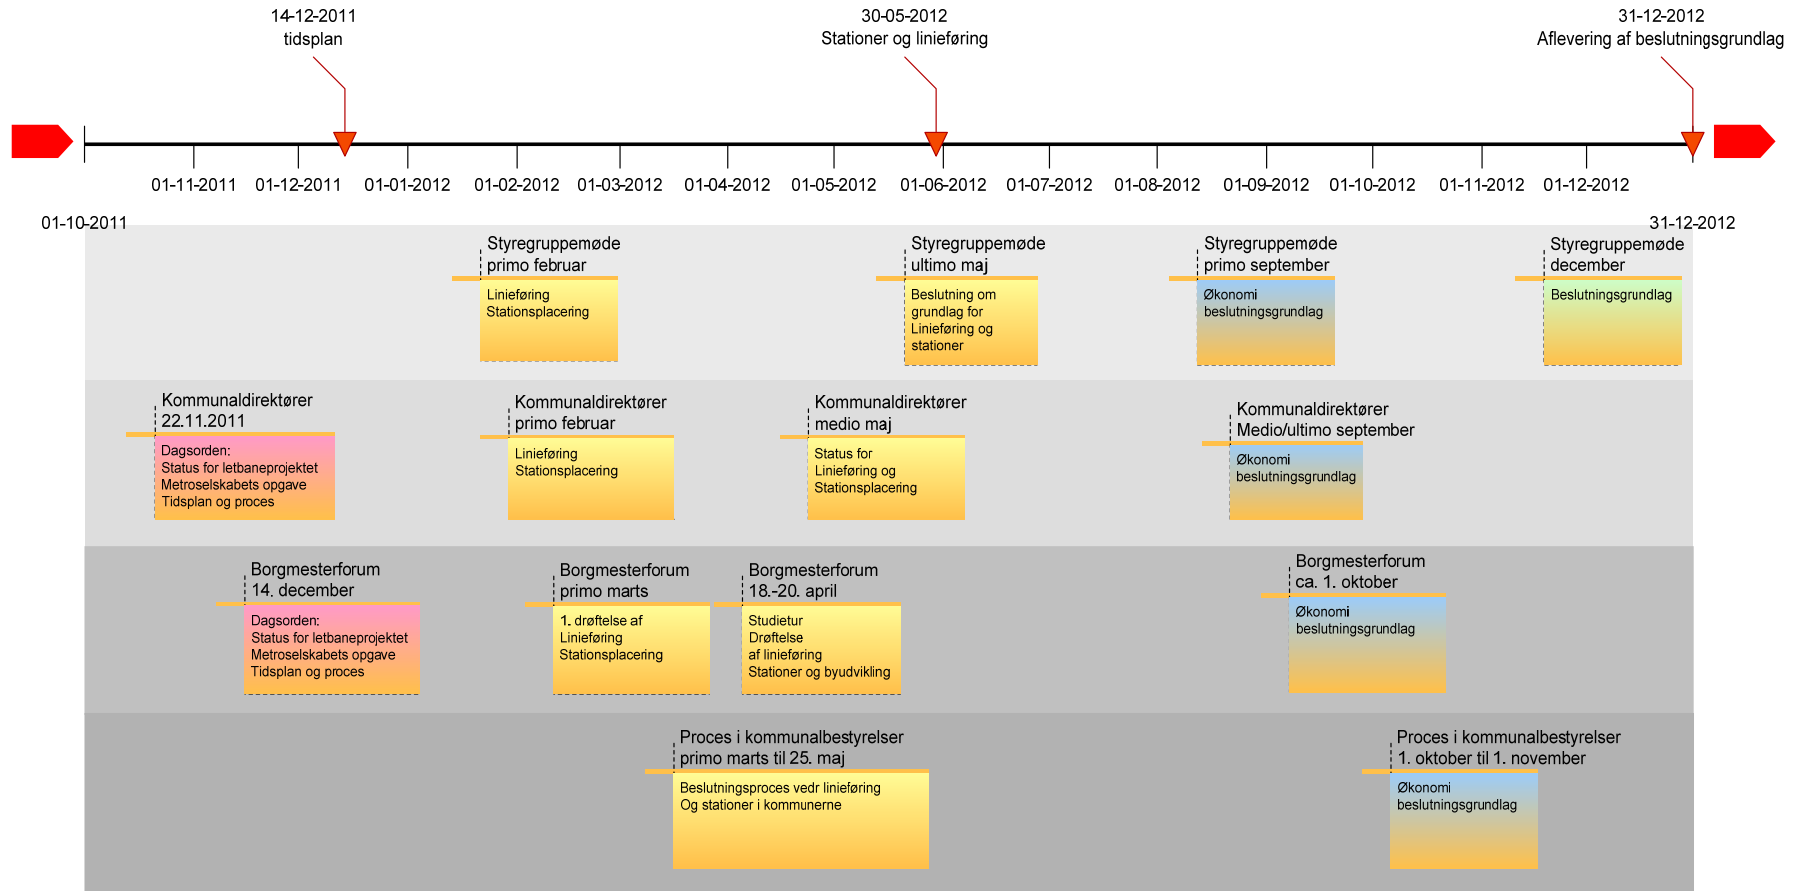 14-12-2011
tidsplan
30-05-2012
Stationer og linieføring
31-12-2012
Aflevering af beslutningsgrundlag
01-11-2011
01-12-2011
01-01-2012
01-02-2012
01-03-2012
01-04-2012
01-05-2012
01-06-2012
01-07-2012
01-08-2012
01-09-2012
01-10-2012
01-11-2012
01-12-2012
01-10-2011
31-12-2012
Styregruppemøde
primo februar
Linieføring
Stationsplacering
Styregruppemøde
ultimo maj
Beslutning om
grundlag for
Linieføring og
stationer
Styregruppemøde
primo september
Økonomi
beslutningsgrundlag
Styregruppemøde
december
Beslutningsgrundlag
Kommunaldirektører
22.11.2011
Dagsorden:
Status for letbaneprojektet
Metroselskabets opgave
Tidsplan og proces
Kommunaldirektører
primo februar
Linieføring
Stationsplacering
Kommunaldirektører
medio maj
Status for
Linieføring og
Stationsplacering
Kommunaldirektører
Medio/ultimo september
Økonomi
beslutningsgrundlag
Borgmesterforum
14. december
Dagsorden:
Status for letbaneprojektet
Metroselskabets opgave
Tidsplan og proces
Borgmesterforum
primo marts
1. drøftelse af
Linieføring
Stationsplacering
Borgmesterforum
18.-20. april
Studietur
Drøftelse
af linieføring
Stationer og byudvikling
Borgmesterforum
ca. 1. oktober
Økonomi
beslutningsgrundlag
Proces i kommunalbestyrelser
primo marts til 25. maj
Beslutningsproces vedr linieføring
Og stationer i kommunerne
Proces i kommunalbestyrelser
1. oktober til 1. november
Økonomi
beslutningsgrundlag